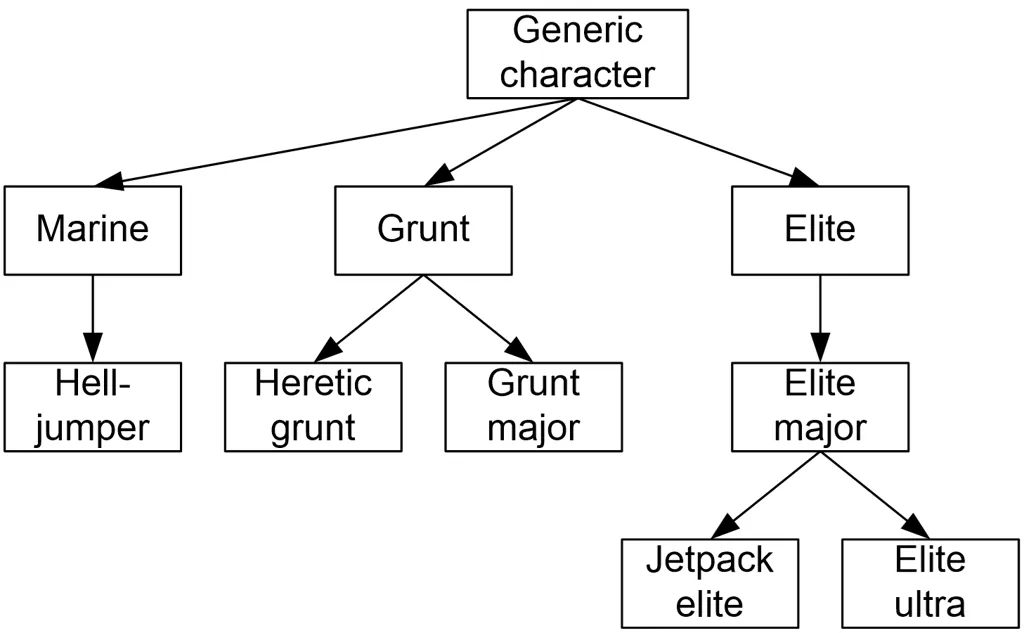 Generic
character
Marine
Grunt
Elite
Hell-
jumper
Heretic
grunt
Grunt
major
Elite
major
Jetpack
elite
Elite
ultra